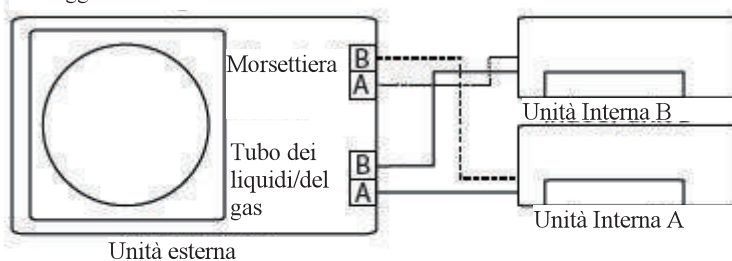 Morsettiera
B
A
Unità Interna B
Tubo dei
liquidi/del
gas
B
A
Unità Interna A
Unità esterna